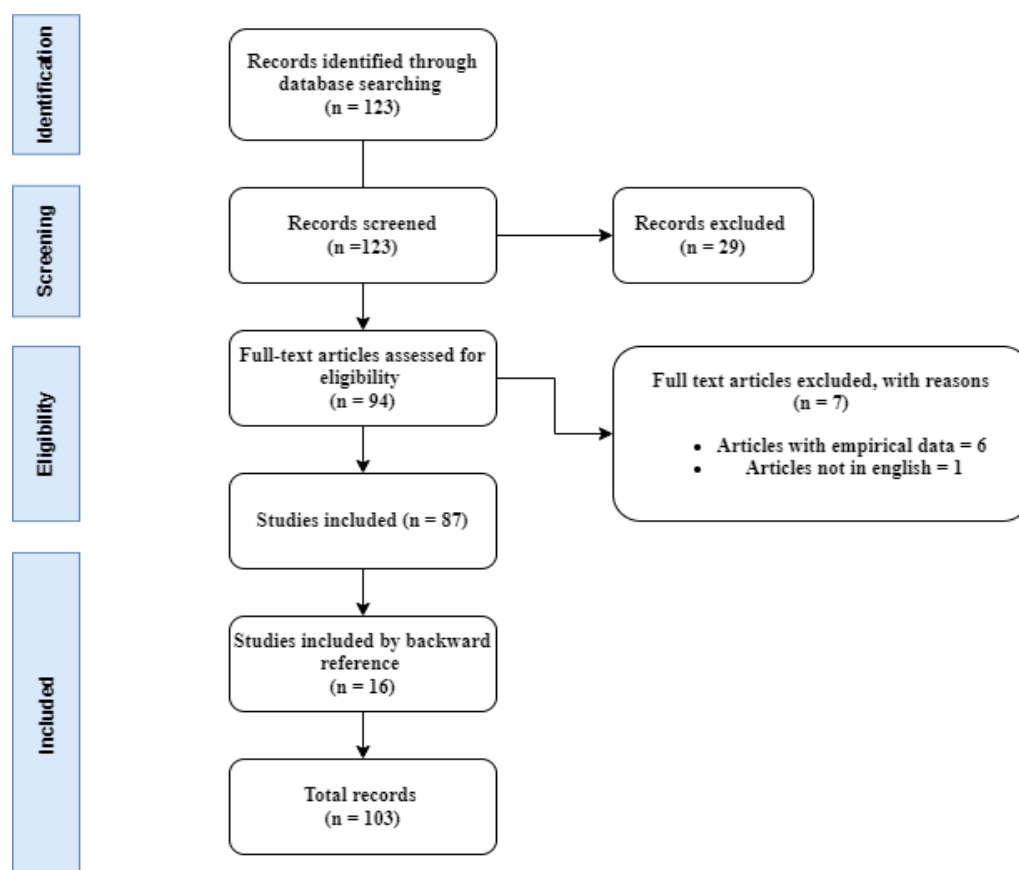 Identification
Records identified through
database searching
(n = 123)
Screening
Records screened
(n =123)
Records excluded
(n = 29)
Eligibility
Full-text articles assessed for
eligibility
(n = 94)
Full text articles excluded, with reasons
(n = 7)
• Articles with empirical data = 6
• Articles not in english = 1
Studies included (n = 87)
Included
Studies included by backward
reference
(n = 16)
Total records
(n = 103)